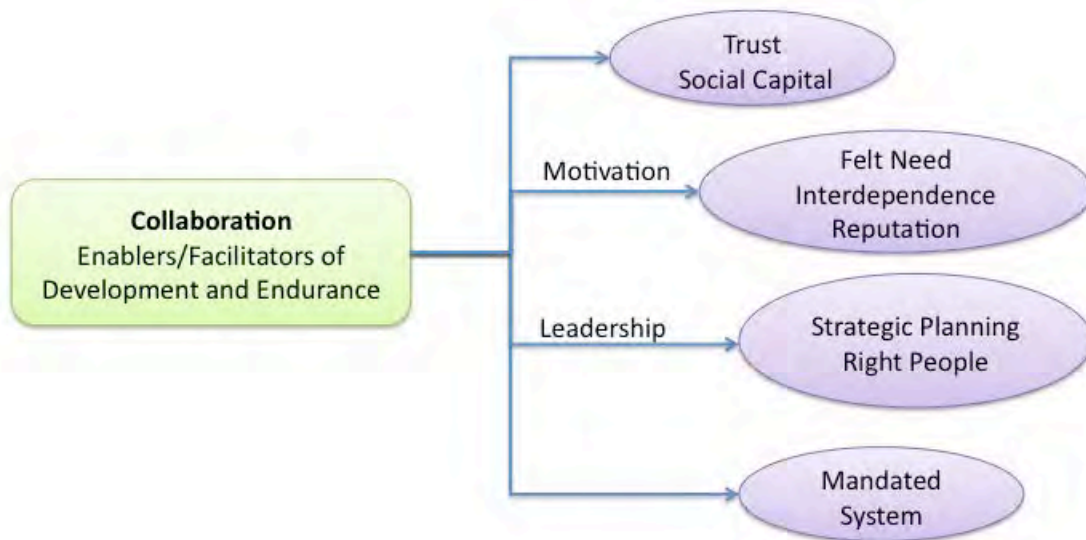 Trust
Social Capital
Motivation
Felt Need
Interdependence
Reputation
Collaboration
Enablers/Facilitators of
Development and Endurance
Leadership
Strategic Planning
Right People
Mandated
System